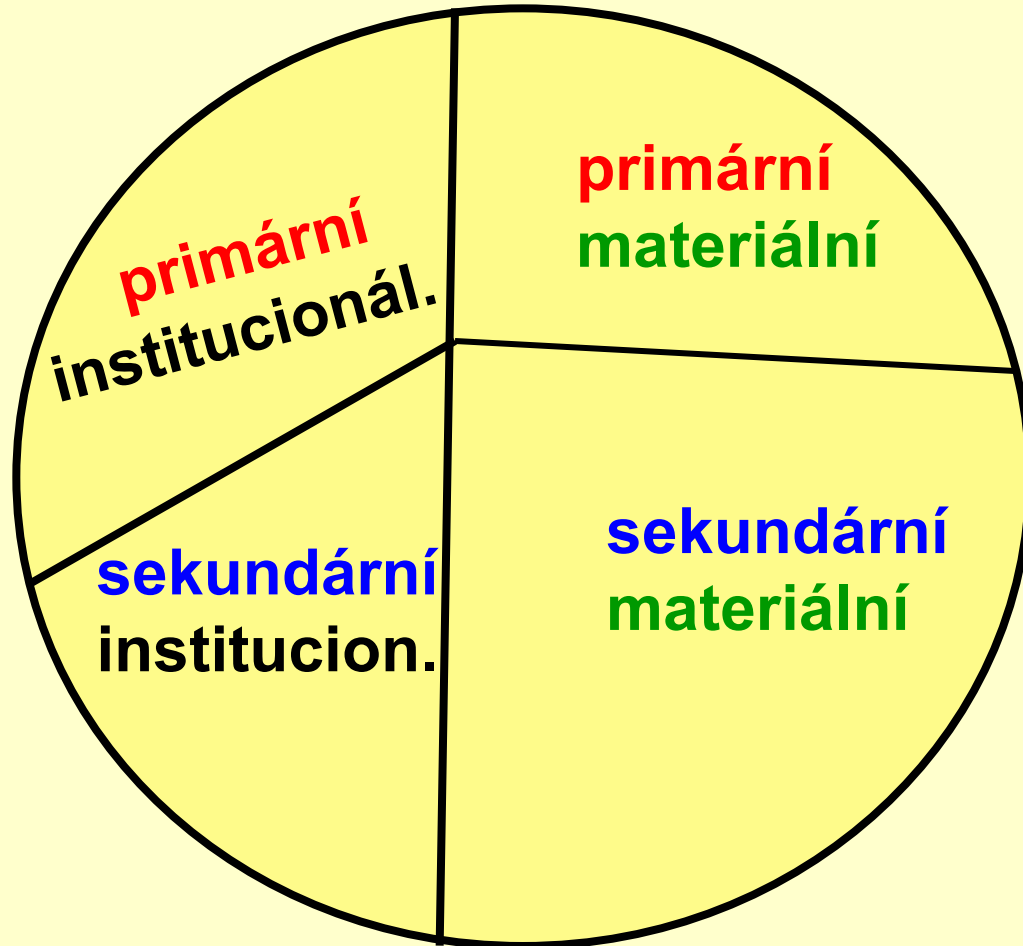 primární
institucionál.
primární
materiální
sekundární
institucion.
sekundární
materiální